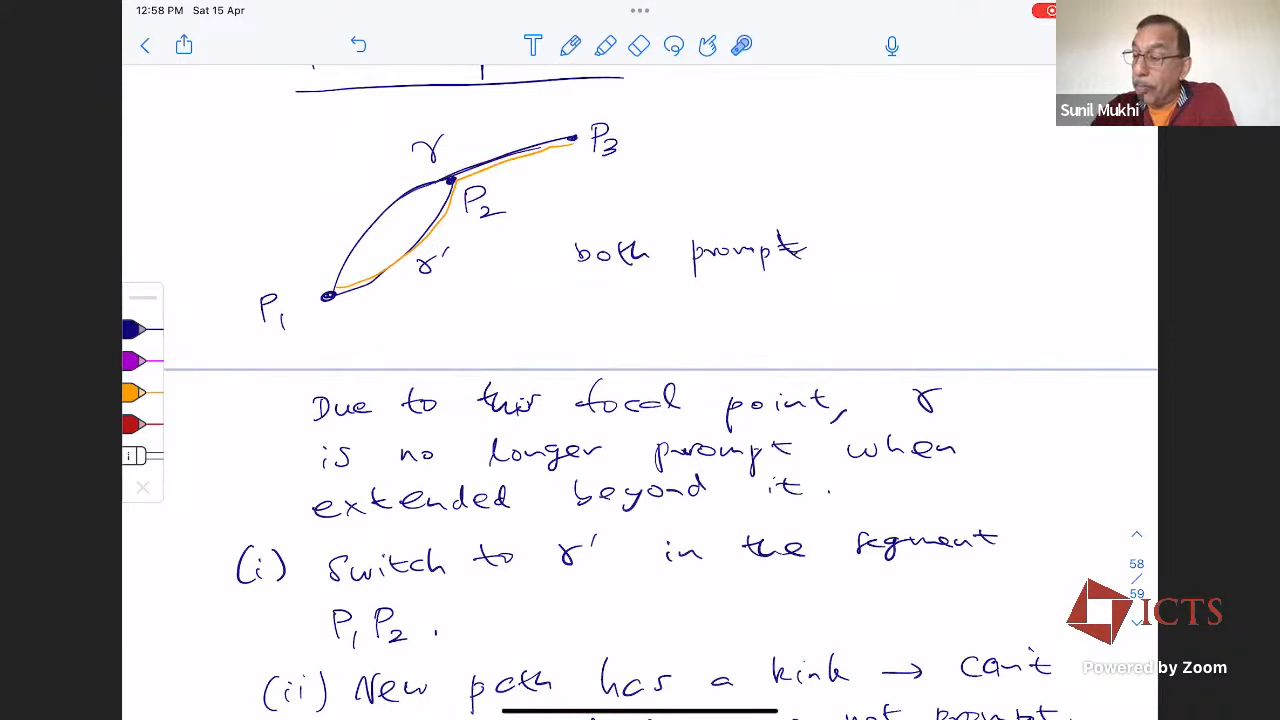 12:58 PM Sat 15 Apr
T
Sunil Mukhi
γ
P3
P2
γ'
both prompt
P1
Due to this focal point, γ
is no longer prompt when
extended beyond it.
(i) Switch to γ' in the segment
P1P2.
(ii) New path has a kink → can't
not prompt.
58
/
59
ICTS
Powered by Zoom